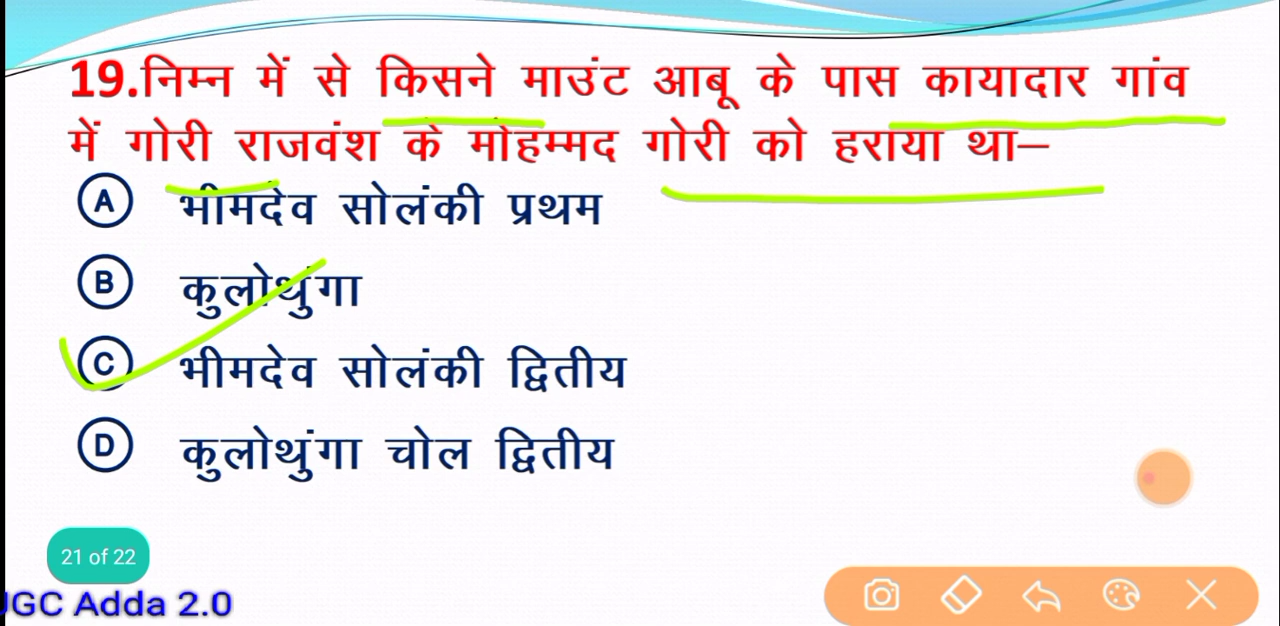 19.निम्न में से किसने माउंट आबू के पास कायादार गांव
में गोरी राजवंश के मोहम्मद गोरी को हराया था–
A भीमदेव सोलंकी प्रथम
B कुलोथुंगा
C भीमदेव सोलंकी द्वितीय
D कुलोथुंगा चोल द्वितीय
21 of 22
JGC Adda 2.0